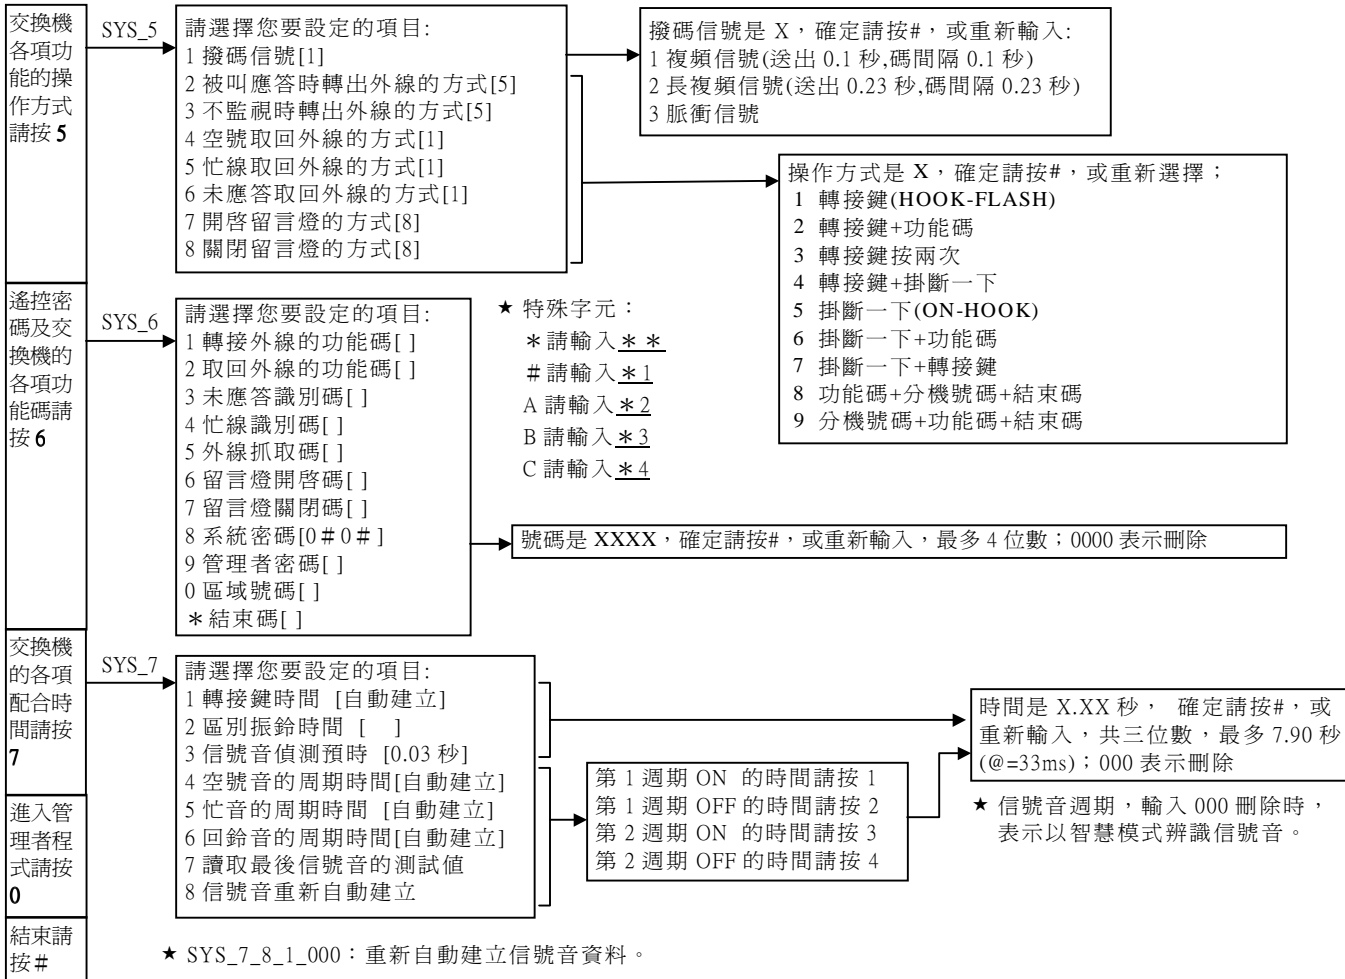 交換機
各項功
能的操
作方式
請按 5
SYS_5
請選擇您要設定的項目:
1 撥碼信號[1]
2 被叫應答時轉出外線的方式[5]
3 不監視時轉出外線的方式[5]
4 空號取回外線的方式[1]
5 忙線取回外線的方式[1]
6 未應答取回外線的方式[1]
7 開啓留言燈的方式[8]
8 關閉留言燈的方式[8]
撥碼信號是 X，確定請按#，或重新輸入:
1 複頻信號(送出 0.1 秒,碼間隔 0.1 秒)
2 長複頻信號(送出 0.23 秒,碼間隔 0.23 秒)
3 脈衝信號
操作方式是 X，確定請按#，或重新選擇；
1 轉接鍵(HOOK-FLASH)
2 轉接鍵+功能碼
3 轉接鍵按兩次
4 轉接鍵+掛斷一下
5 掛斷一下(ON-HOOK)
6 掛斷一下+功能碼
7 掛斷一下+轉接鍵
8 功能碼+分機號碼+結束碼
9 分機號碼+功能碼+結束碼
遙控密
碼及交
換機的
各項功
能碼請
按 6
SYS_6
請選擇您要設定的項目:
1 轉接外線的功能碼[ ]
2 取回外線的功能碼[ ]
3 未應答識別碼[ ]
4 忙線識別碼[ ]
5 外線抓取碼[ ]
6 留言燈開啓碼[ ]
7 留言燈關閉碼[ ]
8 系統密碼[0＃0＃]
9 管理者密碼[ ]
0 區域號碼[ ]
＊結束碼[ ]
★ 特殊字元：
＊請輸入＊＊
＃請輸入＊1
A 請輸入＊2
B 請輸入＊3
C 請輸入＊4
號碼是 XXXX，確定請按#，或重新輸入，最多 4 位數；0000 表示刪除
交換機
的各項
配合時
間請按
7
SYS_7
請選擇您要設定的項目:
1 轉接鍵時間 [自動建立]
2 區別振鈴時間 [ ]
3 信號音偵測預時 [0.03 秒]
4 空號音的周期時間[自動建立]
5 忙音的周期時間 [自動建立]
6 回鈴音的周期時間[自動建立]
7 讀取最後信號音的測試值
8 信號音重新自動建立
第 1 週期 ON 的時間請按 1
第 1 週期 OFF 的時間請按 2
第 2 週期 ON 的時間請按 3
第 2 週期 OFF 的時間請按 4
時間是 X.XX 秒， 確定請按#，或
重新輸入，共三位數，最多 7.90 秒
(@=33ms)；000 表示刪除
★ 信號音週期，輸入 000 刪除時，
表示以智慧模式辨識信號音。
進入管
理者程
式請按
0
結束請
按＃
★ SYS_7_8_1_000：重新自動建立信號音資料。